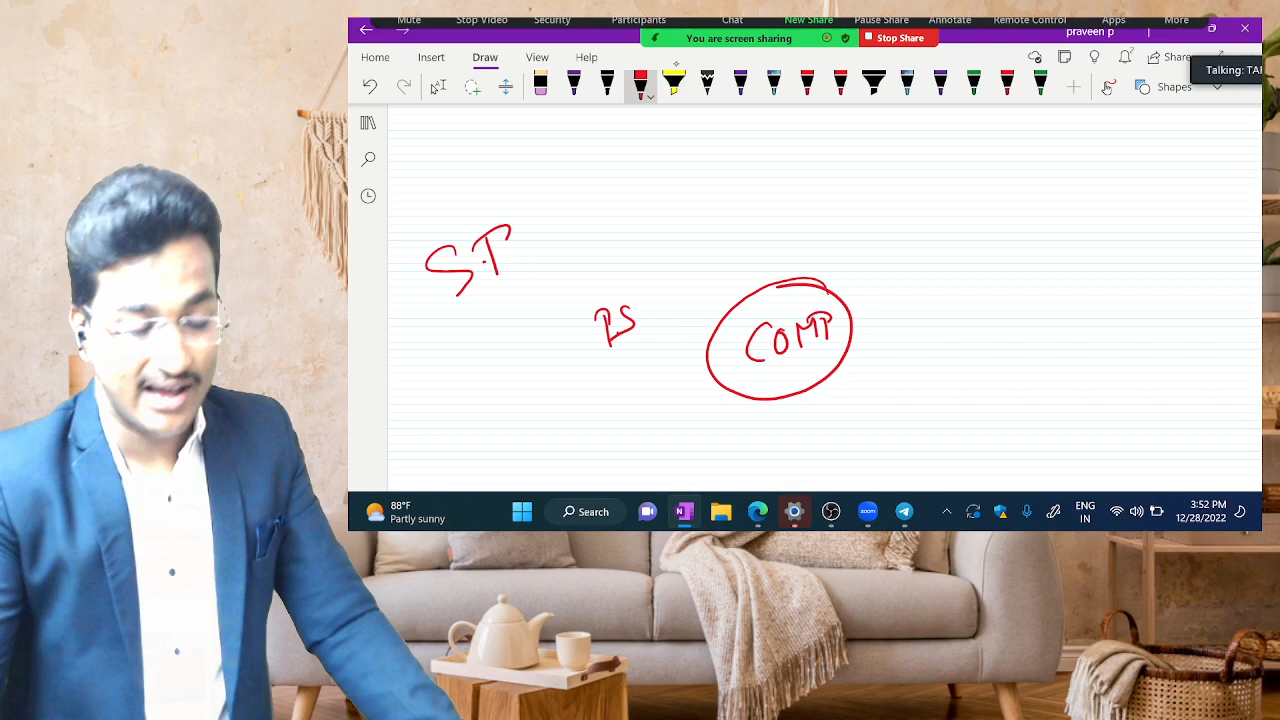 Mute Stop Video Security Participants Chat New Share Pause Share Annotate Remote Control Apps More
You are screen sharing Stop Share praveen p
Home Insert Draw View Help Share
Talking: TA
Shapes
S.T
COMP
88°F
Partly sunny
Search
zoom
ENG
IN
3:52 PM
12/28/2022